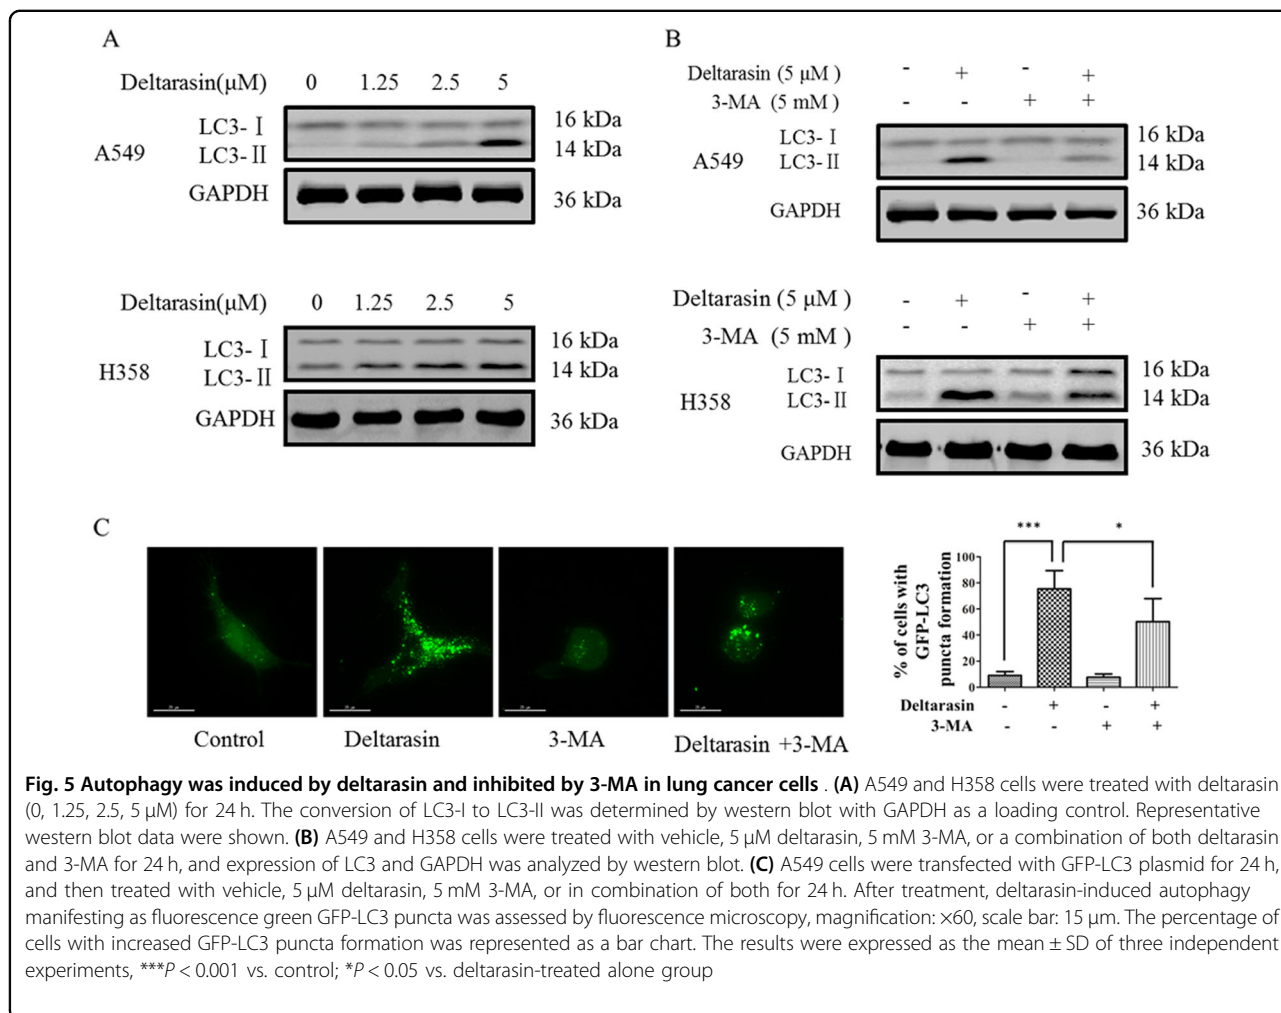 A
Deltarasin(μM) 0 1.25 2.5 5
LC3-Ⅰ 16 kDa
A549
LC3-Ⅱ 14 kDa
GAPDH 36 kDa
Deltarasin(μM) 0 1.25 2.5 5
LC3-Ⅰ 16 kDa
H358
LC3-Ⅱ 14 kDa
GAPDH 36 kDa
B
Deltarasin (5 μM ) - + - +
3-MA (5 mM ) - - + +
LC3-Ⅰ 16 kDa
A549
LC3-Ⅱ 14 kDa
GAPDH 36 kDa
Deltarasin (5 μM ) - + - +
3-MA (5 mM ) - - + +
LC3-Ⅰ 16 kDa
H358
LC3-Ⅱ 14 kDa
GAPDH 36 kDa
C
Control Deltarasin 3-MA Deltarasin +3-MA
*** *
% of cells with
GFP-LC3
puncta formation
100
80
60
40
20
0
Deltarasin - + - +
3-MA - - + +
Fig. 5 Autophagy was induced by deltarasin and inhibited by 3-MA in lung cancer cells . (A) A549 and H358 cells were treated with deltarasin
(0, 1.25, 2.5, 5 μM) for 24 h. The conversion of LC3-I to LC3-II was determined by western blot with GAPDH as a loading control. Representative
western blot data were shown. (B) A549 and H358 cells were treated with vehicle, 5 μM deltarasin, 5 mM 3-MA, or a combination of both deltarasin
and 3-MA for 24 h, and expression of LC3 and GAPDH was analyzed by western blot. (C) A549 cells were transfected with GFP-LC3 plasmid for 24 h,
and then treated with vehicle, 5 μM deltarasin, 5 mM 3-MA, or in combination of both for 24 h. After treatment, deltarasin-induced autophagy
manifesting as fluorescence green GFP-LC3 puncta was assessed by fluorescence microscopy, magnification: ×60, scale bar: 15 μm. The percentage of
cells with increased GFP-LC3 puncta formation was represented as a bar chart. The results were expressed as the mean ± SD of three independent
experiments, ***P < 0.001 vs. control; *P < 0.05 vs. deltarasin-treated alone group